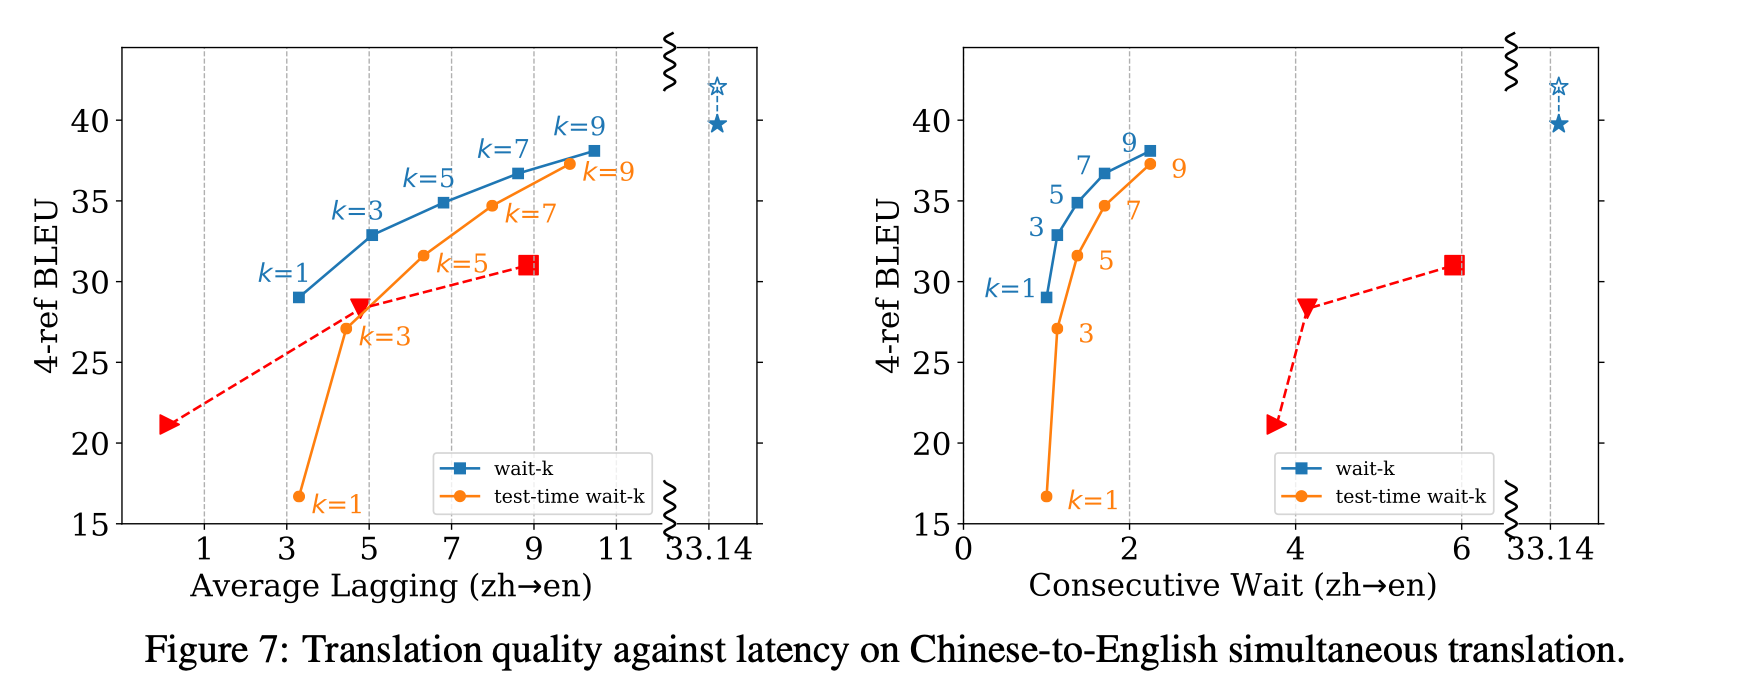 40
35
30
25
20
15
4-ref BLEU
k=1
k=3
k=5
k=7
k=9
k=9
k=7
k=5
k=3
k=1
wait-k
test-time wait-k
1 3 5 7 9 11 33.14
Average Lagging (zh→en)
40
35
30
25
20
15
4-ref BLEU
9
7
5
3
k=1
9
7
5
3
k=1
wait-k
test-time wait-k
0 2 4 6 33.14
Consecutive Wait (zh→en)
Figure 7: Translation quality against latency on Chinese-to-English simultaneous translation.